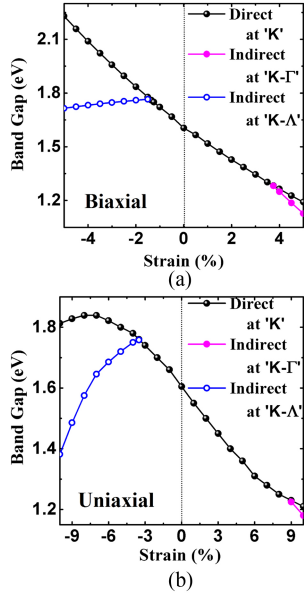 2.1
1.8
1.5
1.2
Band Gap (eV)
Direct
at 'K'
Indirect
at 'K-Γ'
Indirect
at 'K-Λ'
Biaxial
-4 -2 0 2 4
Strain (%)
(a)
1.8
1.6
1.4
1.2
Band Gap (eV)
Direct
at 'K'
Indirect
at 'K-Γ'
Indirect
at 'K-Λ'
Uniaxial
-9 -6 -3 0 3 6 9
Strain (%)
(b)